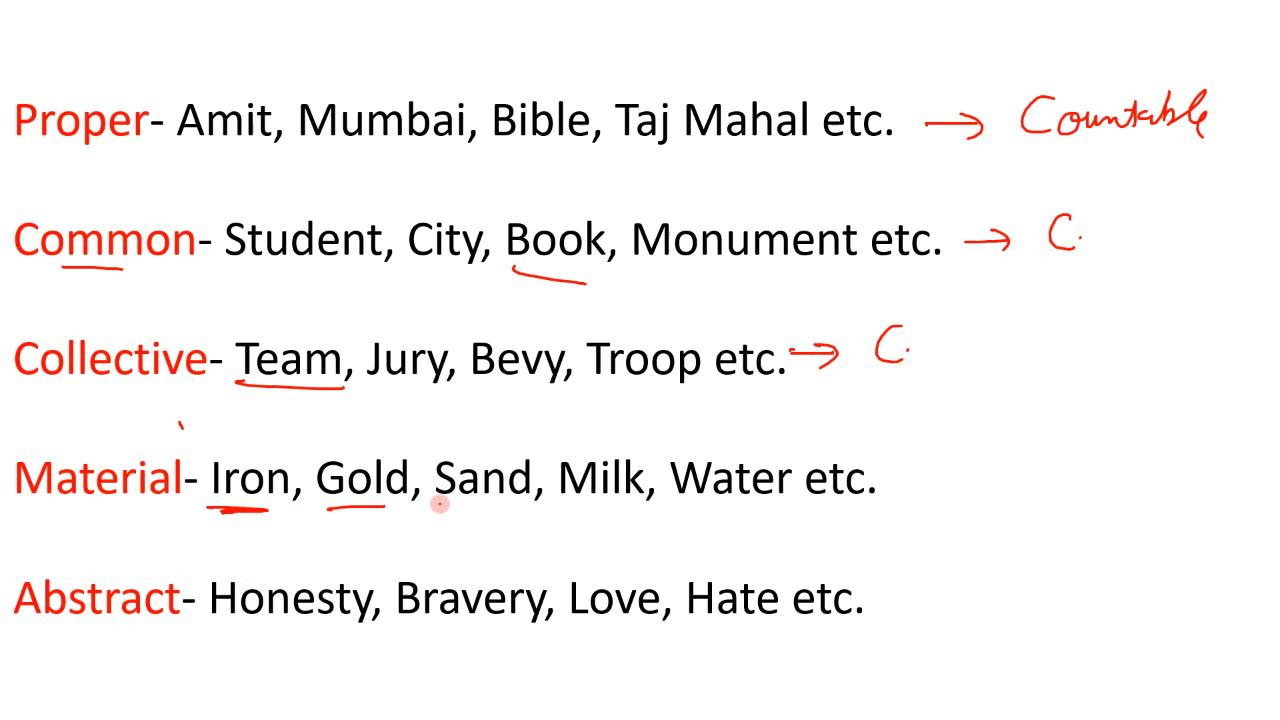 Proper- Amit, Mumbai, Bible, Taj Mahal etc. → Countable
Common- Student, City, Book, Monument etc. → C.
Collective- Team, Jury, Bevy, Troop etc. → C.
Material- Iron, Gold, Sand, Milk, Water etc.
Abstract- Honesty, Bravery, Love, Hate etc.